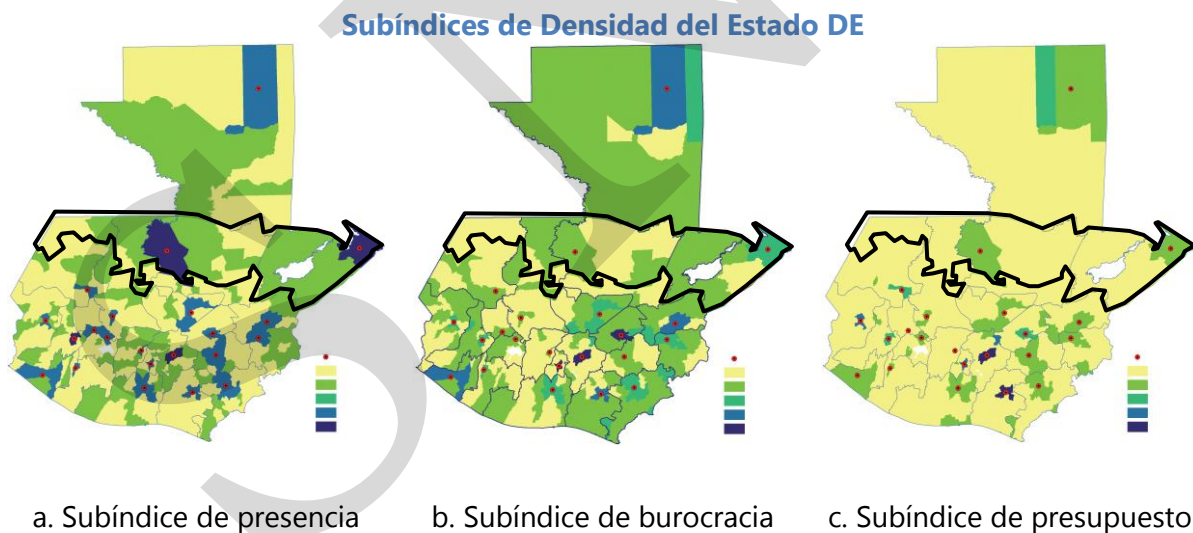 Subíndices de Densidad del Estado DE
a. Subíndice de presencia
b. Subíndice de burocracia
c. Subíndice de presupuesto